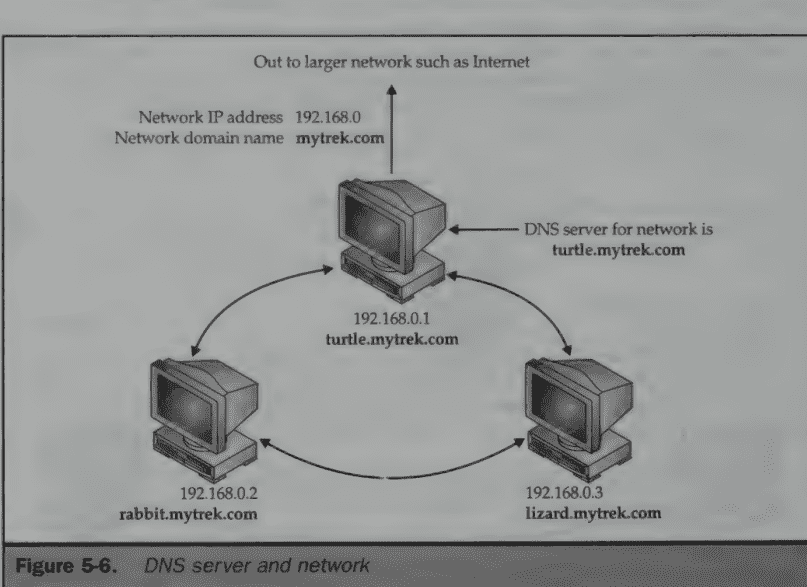 Out to larger network such as Internet
Network IP address 192.168.0
Network domain name mytrek.com
DNS server for network is
turtle.mytrek.com
192.168.0.1
turtle.mytrek.com
192.168.0.2
rabbit.mytrek.com
192.168.0.3
lizard.mytrek.com
Figure 5-6. DNS server and network